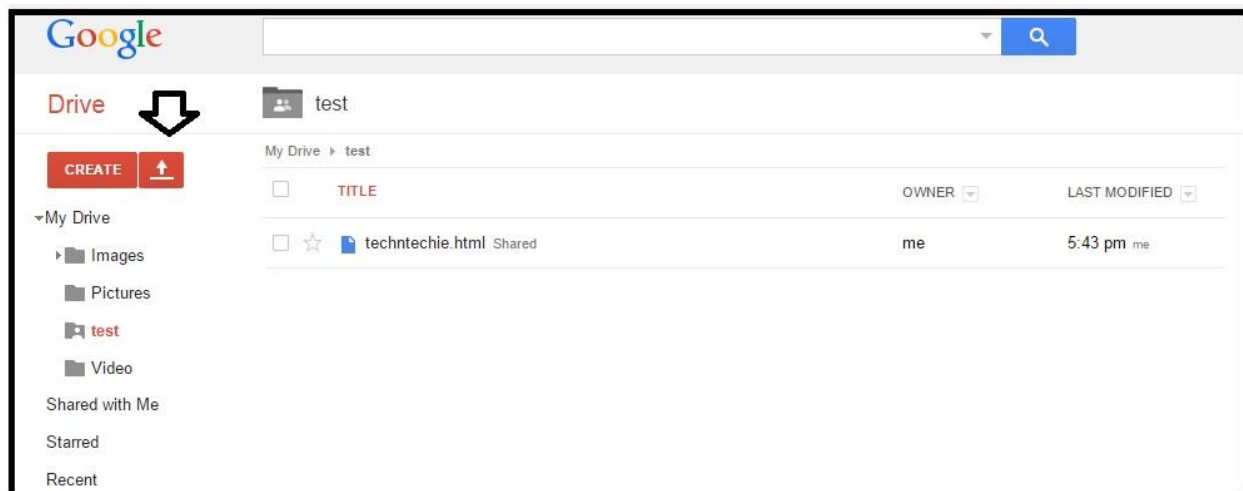 Google
Drive
test
CREATE
My Drive
Images
Pictures
test
Video
Shared with Me
Starred
Recent
My Drive test
TITLE OWNER LAST MODIFIED
techntechie.html Shared me 5:43 pm me